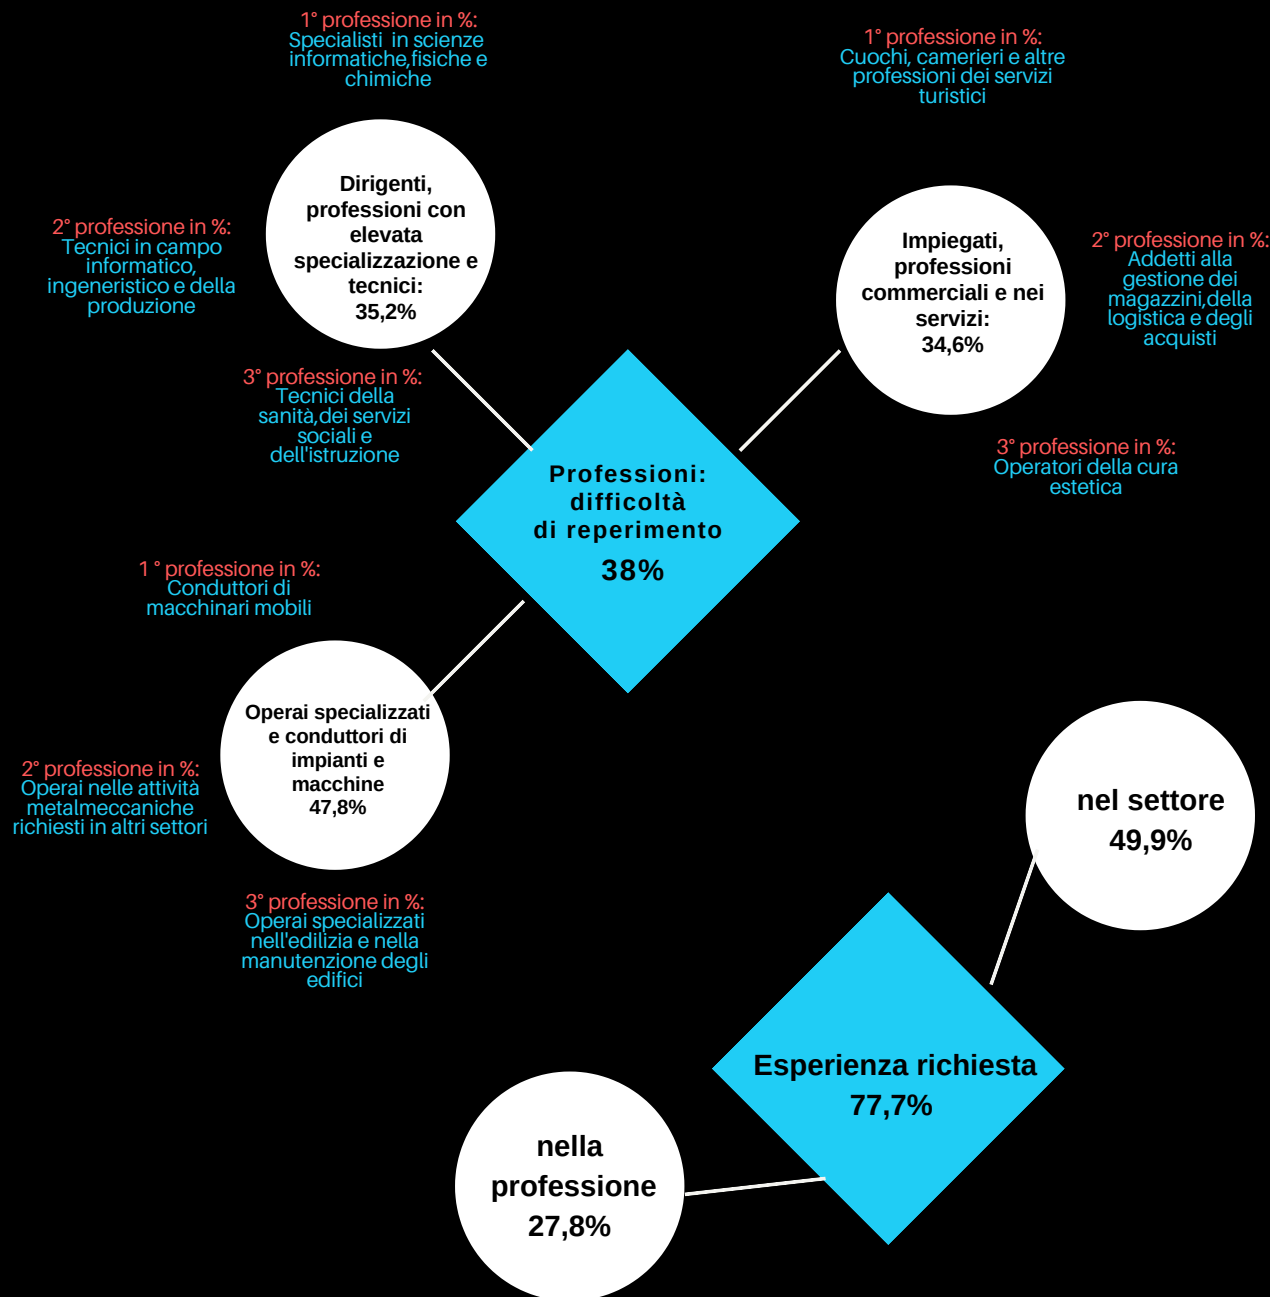 1° professione in %:
Specialisti in scienze
informatiche,fisiche e
chimiche
Dirigenti,
professioni con
elevata
specializzazione e
tecnici:
35,2%
2° professione in %:
Tecnici in campo
informatico,
ingeneristico e della
produzione
3° professione in %:
Tecnici della
sanità,dei servizi
sociali e
dell'istruzione
1° professione in %:
Cuochi, camerieri e altre
professioni dei servizi
turistici
Impiegati,
professioni
commerciali e nei
servizi:
34,6%
2° professione in %:
Addetti alla
gestione dei
magazzini,della
logistica e degli
acquisti
3° professione in %:
Operatori della cura
estetica
Professioni:
difficoltà
di reperimento
38%
1 ° professione in %:
Conduttori di
macchinari mobili
Operai specializzati
e conduttori di
impianti e
macchine
47,8%
2° professione in %:
Operai nelle attività
metalmeccaniche
richiesti in altri settori
3° professione in %:
Operai specializzati
nell'edilizia e nella
manutenzione degli
edifici
nel settore
49,9%
Esperienza richiesta
77,7%
nella
professione
27,8%